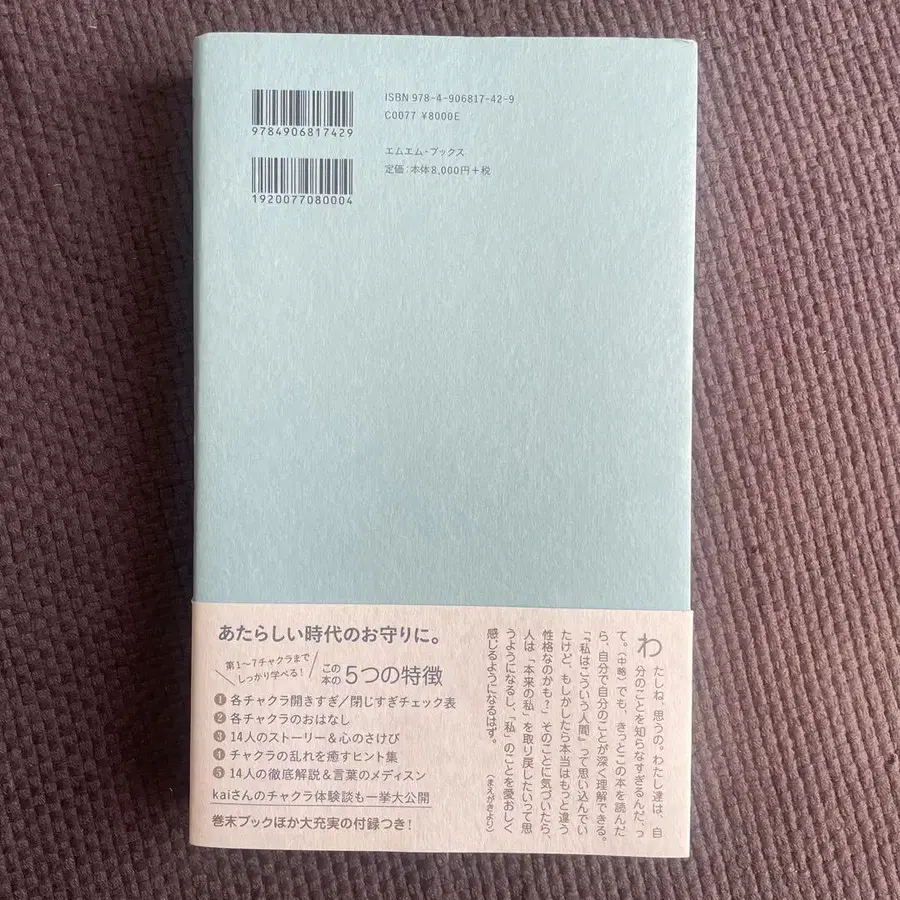 ISBN978-4-906817-42-9
C0077 ¥8000E
9784906817429
エムエム・ブックス
定価：本体8,000円＋税
1920077080004
あたらしい時代のお守りに。
第1〜7チャクラまで
しっかり学べる！
この
本の
5つの特徴
1 各チャクラ開きすぎ／閉じすぎチェック表
2 各チャクラのおはなし
3 14人のストーリー＆心のさけび
4 チャクラの乱れを癒すヒント集
5 14人の徹底解説＆言葉のメディスン
kaiさんのチャクラ体験談も一挙大公開
巻末ブックほか大充実の付録つき！
わたしね、思うの。わたし達は、自
分のことを知らなすぎるんだ、っ
て。（中略）でも、きっとこの本を読んだ
ら、自分で自分のことが深く理解できる。
「私はこういう人間」って思い込んでい
たけど、もしかしたら本当はもっと違う
性格なのかも？」そのことに気づいたら、
人は「本来の私」を取り戻したいって思
うようになるし、「私」のことを愛おしく
感じるようになるはず。
（まえがきより）